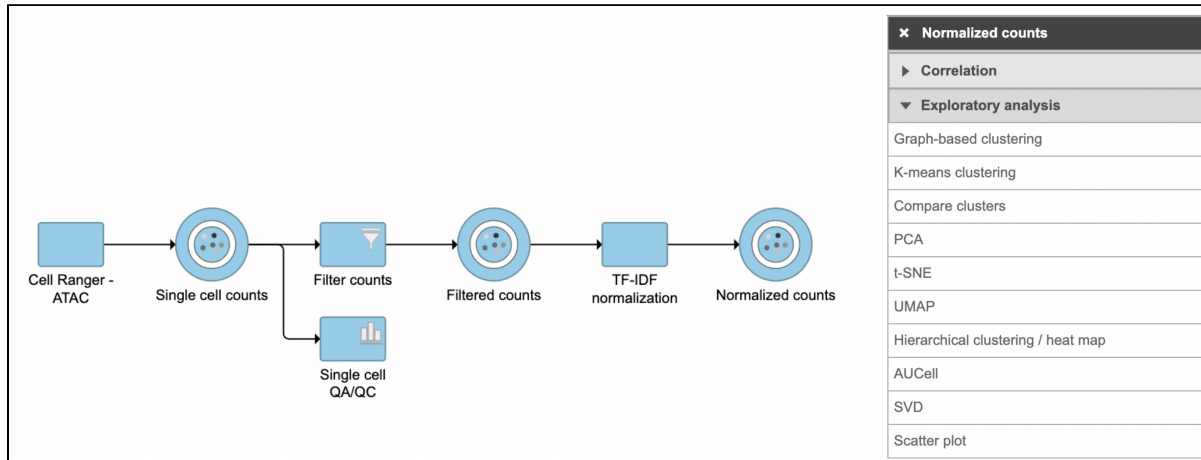 Cell Ranger -
ATAC
Single cell counts
Filter counts
Single cell
QA/QC
Filtered counts
TF-IDF
normalization
Normalized counts
× Normalized counts
Correlation
Exploratory analysis
Graph-based clustering
K-means clustering
Compare clusters
PCA
t-SNE
UMAP
Hierarchical clustering / heat map
AUCell
SVD
Scatter plot